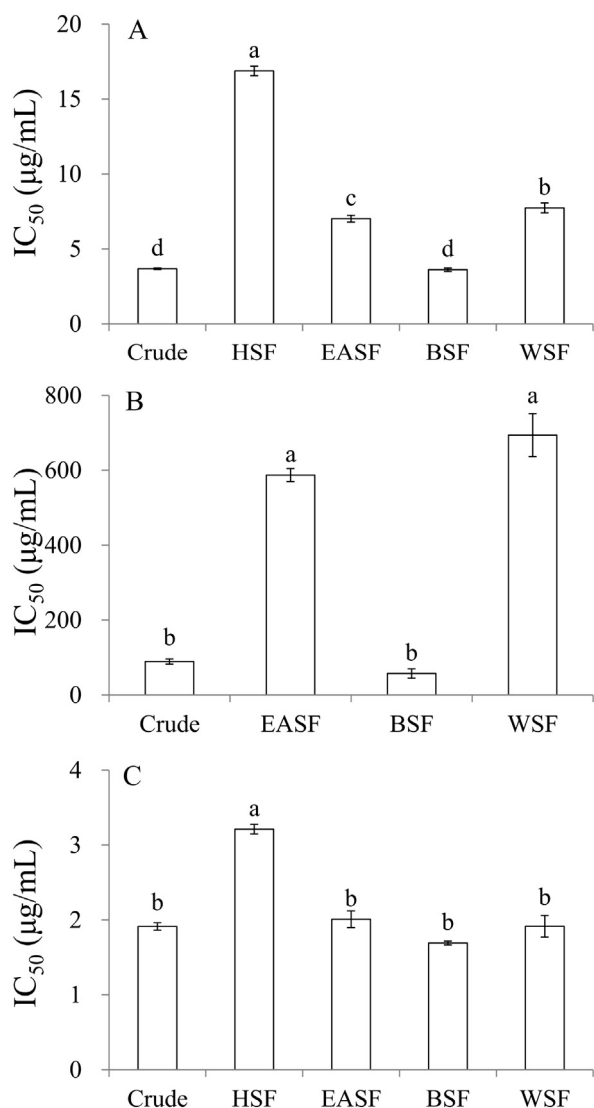 A
IC50 (µg/mL)
20
15
10
5
0
a
b
c
d
d
Crude HSF EASF BSF WSF
B
IC50 (µg/mL)
800
600
400
200
0
a
a
b
b
Crude EASF BSF WSF
C
IC50 (µg/mL)
4
3
2
1
0
a
b
b
b
b
Crude HSF EASF BSF WSF